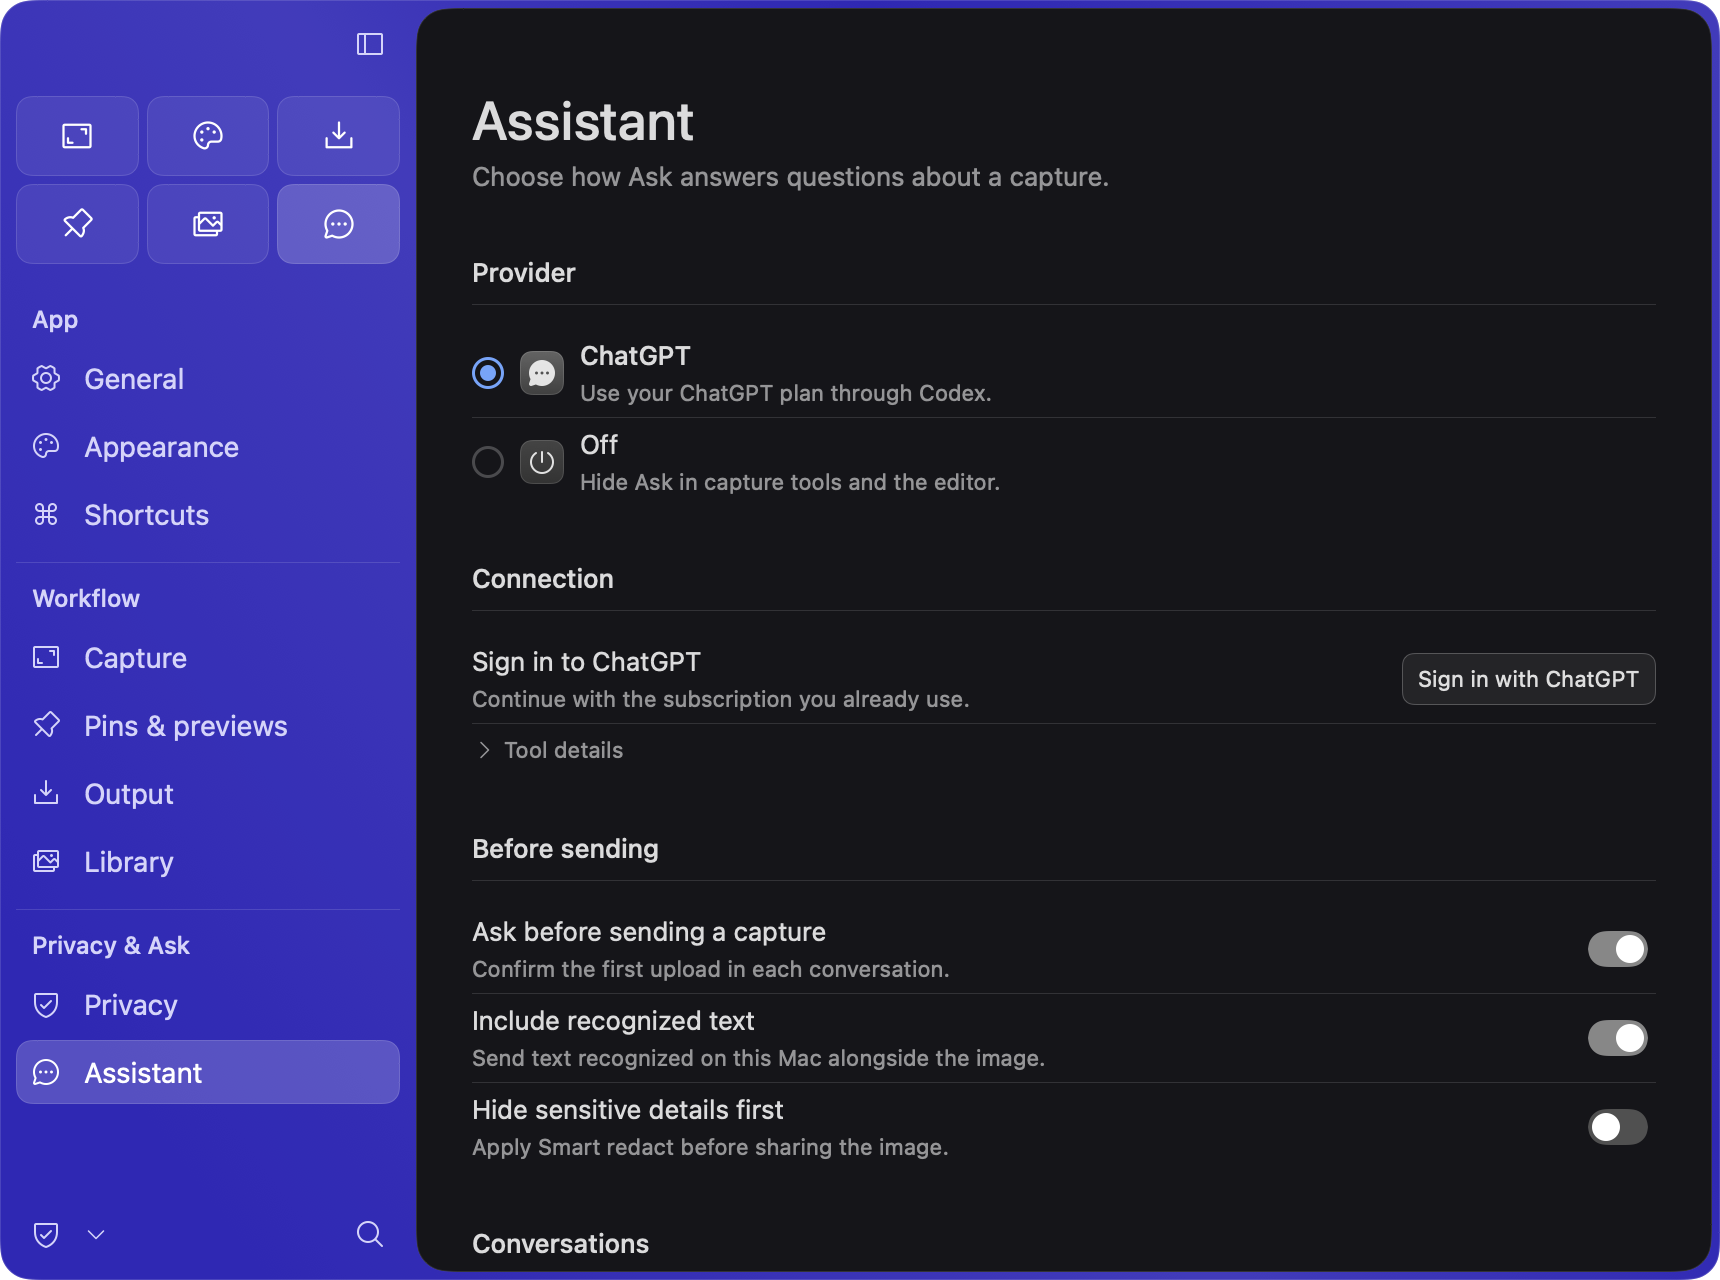 App
General
Appearance
Shortcuts
Workflow
Capture
Pins & previews
Output
Library
Privacy & Ask
Privacy
Assistant
Assistant
Choose how Ask answers questions about a capture.
Provider
ChatGPT
Use your ChatGPT plan through Codex.
Off
Hide Ask in capture tools and the editor.
Connection
Sign in to ChatGPT
Continue with the subscription you already use.
Sign in with ChatGPT
Tool details
Before sending
Ask before sending a capture
Confirm the first upload in each conversation.
Include recognized text
Send text recognized on this Mac alongside the image.
Hide sensitive details first
Apply Smart redact before sharing the image.
Conversations